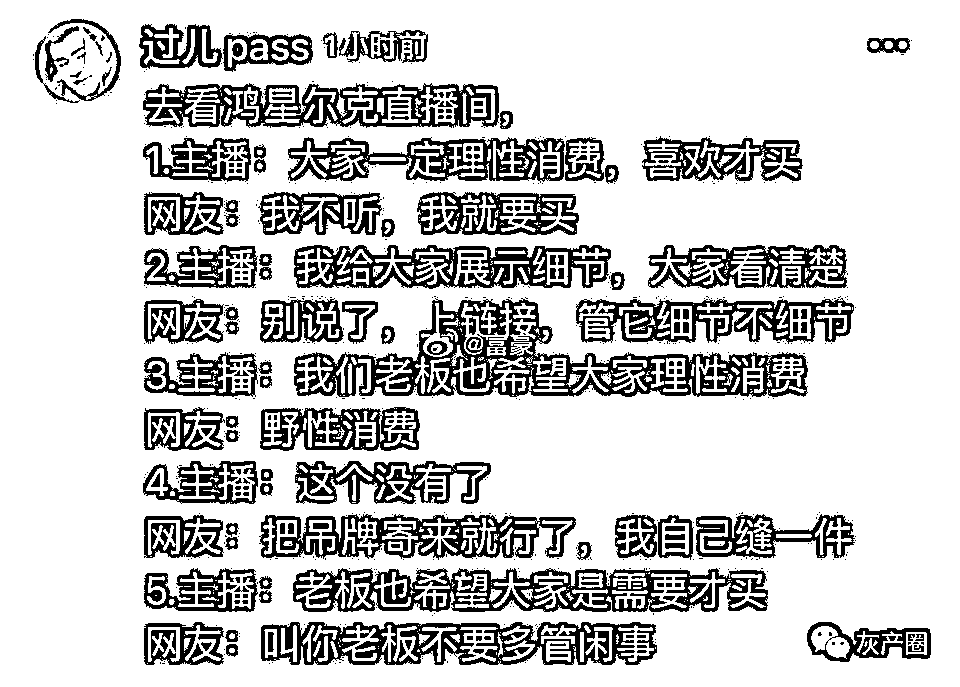 过儿pass 1小时前
去看鸿星尔克直播间，
1.主播：大家一定理性消费，喜欢才买
网友：我不听，我就要买
2.主播：我给大家展示细节，大家看清楚
网友：别说了，上链接，管它细节不细节
@富豪
3.主播：我们老板也希望大家理性消费
网友：野性消费
4.主播：这个没有了
网友：把吊牌寄来就行了，我自己缝一件
5.主播：老板也希望大家是需要才买
网友：叫你老板不要多管闲事
灰产圈